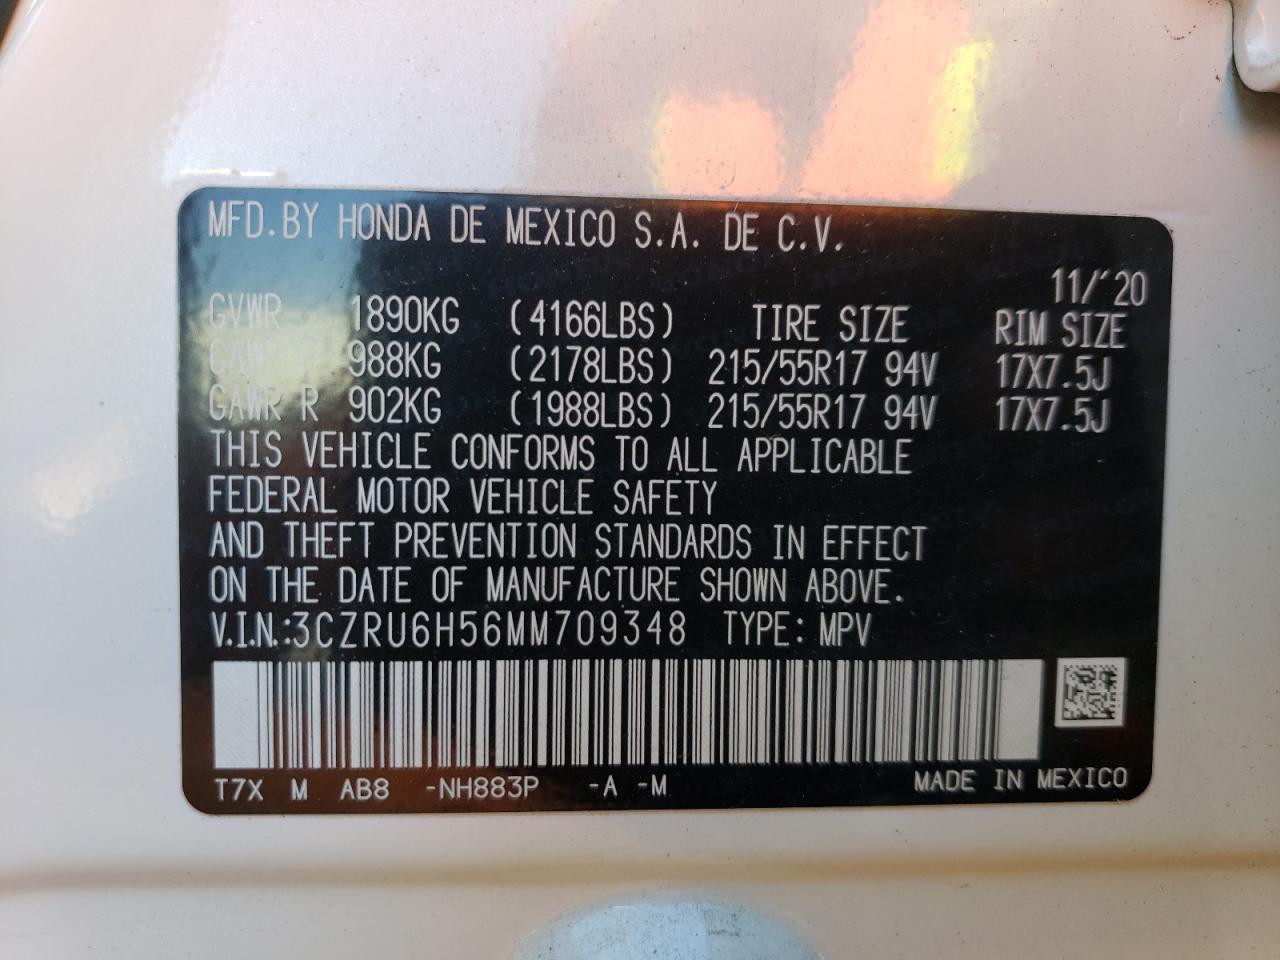 MFD.BY HONDA DE MEXICO S.A. DE C.V.
11/'20
GVWR 1890KG (4166LBS) TIRE SIZE RIM SIZE
988KG (2178LBS) 215/55R17 94V 17X7.5J
GAWR R 902KG (1988LBS) 215/55R17 94V 17X7.5J
THIS VEHICLE CONFORMS TO ALL APPLICABLE
FEDERAL MOTOR VEHICLE SAFETY
AND THEFT PREVENTION STANDARDS IN EFFECT
ON THE DATE OF MANUFACTURE SHOWN ABOVE.
V.I.N.:3CZRU6H56MM709348 TYPE: MPV
T7X M AB8 -NH883P -A -M MADE IN MEXICO